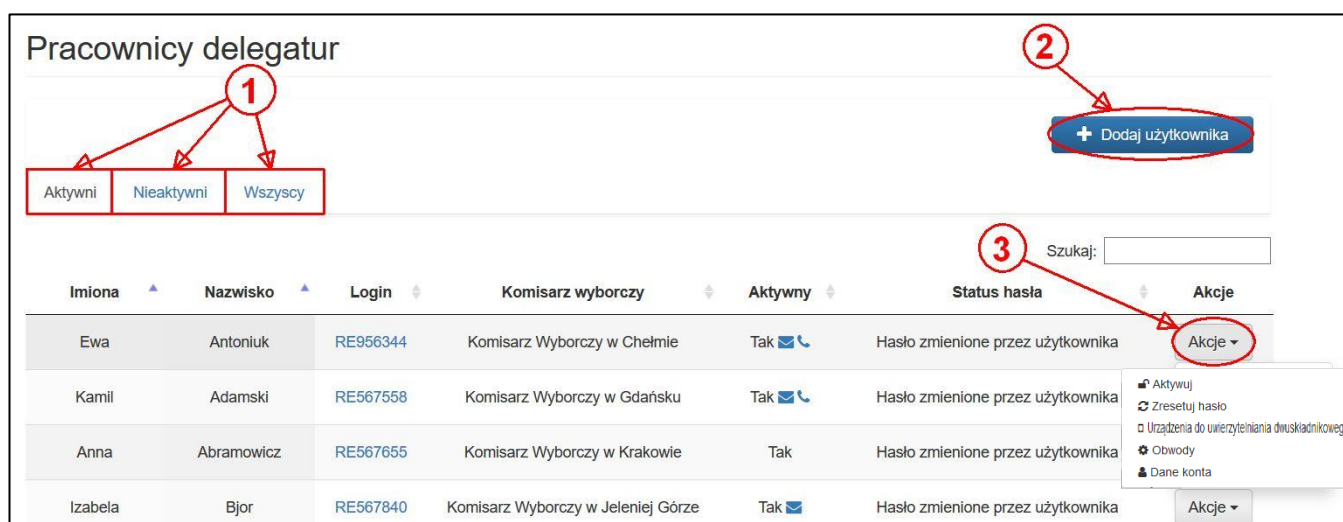 Pracownicy delegatur
2
1
Dodaj użytkownika
Aktywni Nieaktywni Wszyscy
3 Szukaj:
Imiona Nazwisko Login Komisarz wyborczy Aktywny Status hasła Akcje
Ewa Antoniuk RE956344 Komisarz Wyborczy w Chełmie Tak Hasło zmienione przez użytkownika Akcje
Aktywuj
Kamil Adamski RE567558 Komisarz Wyborczy w Gdańsku Tak Hasło zmienione przez użytkownika
Zresetuj hasło
Urządzenia do uwierzytelniania dwuskładnikoweg
Anna Abramowicz RE567655 Komisarz Wyborczy w Krakowie Tak Hasło zmienione przez użytkownika
Obwody
Dane konta
Izabela Bjor RE567840 Komisarz Wyborczy w Jeleniej Górze Tak Hasło zmienione przez użytkownika Akcje